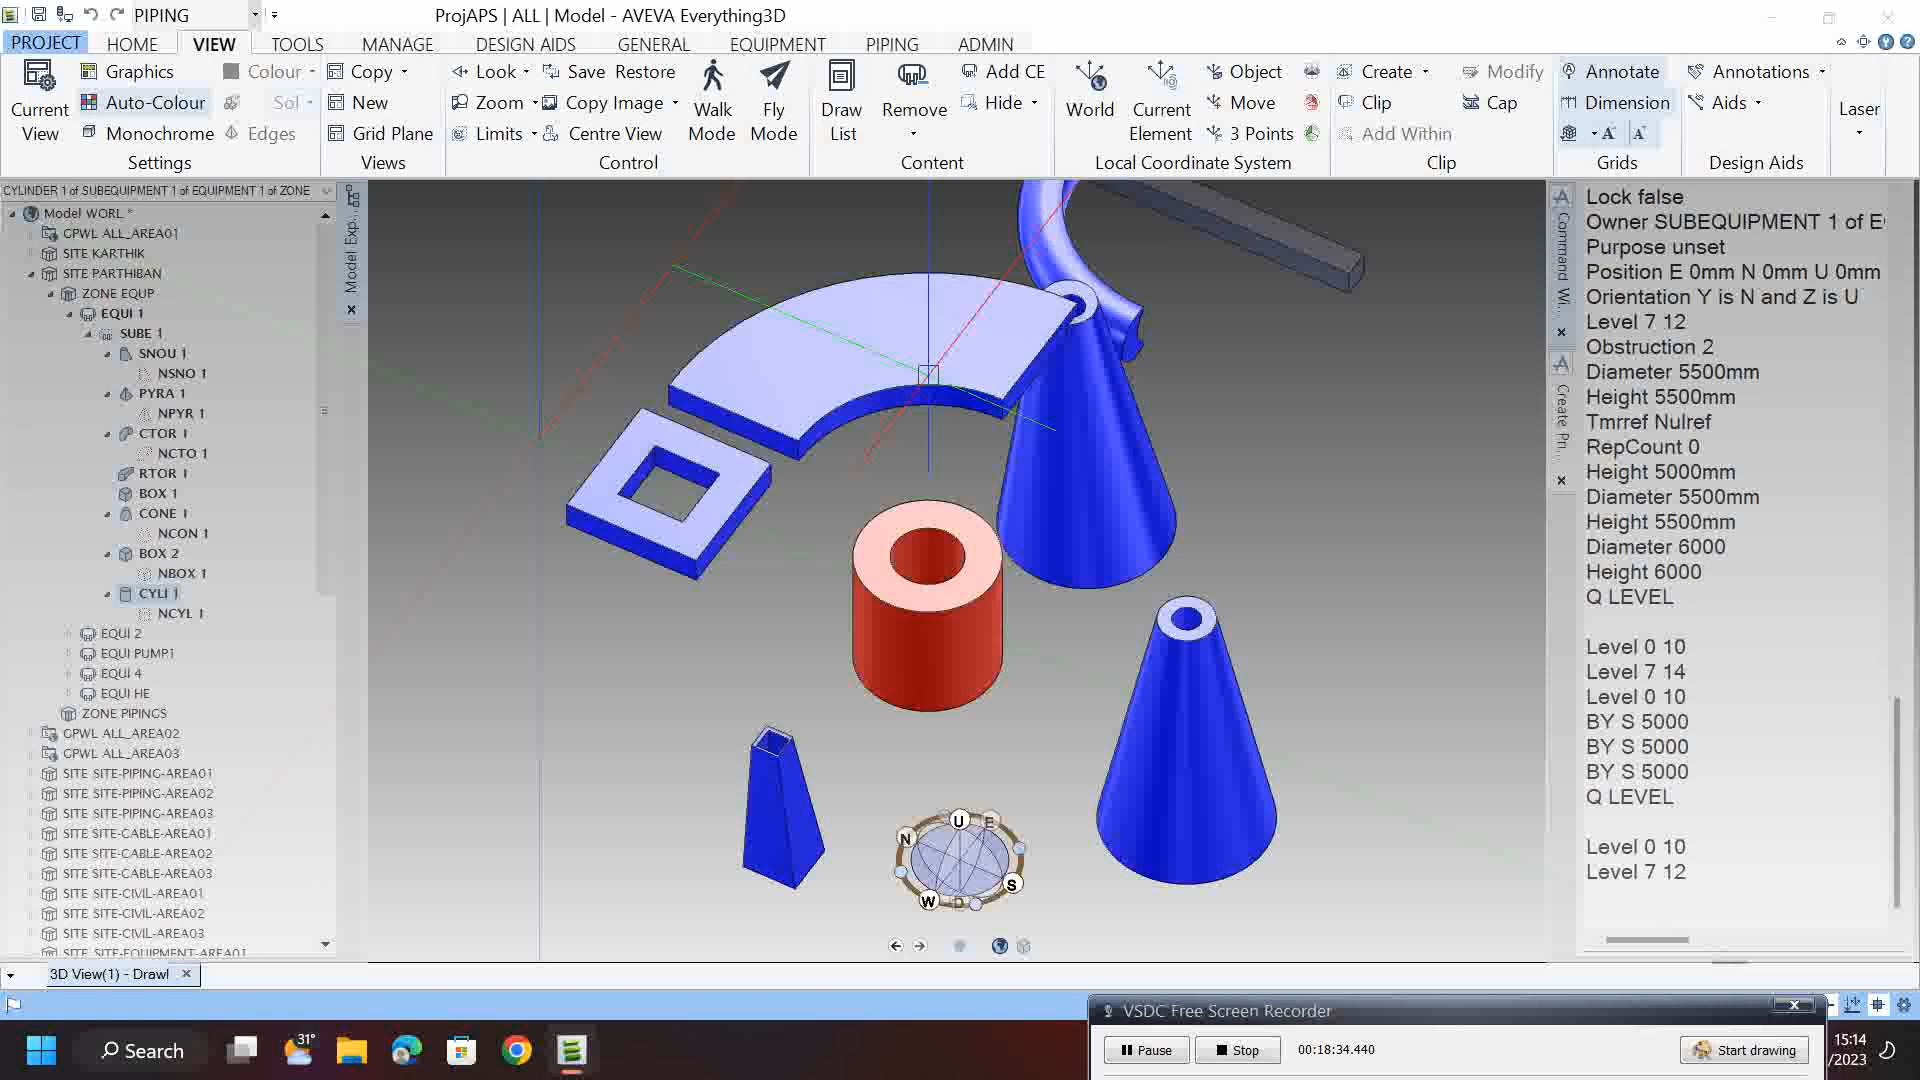 PIPING
ProjAPS | ALL | Model - AVEVA Everything3D
PROJECT HOME VIEW TOOLS MANAGE DESIGN AIDS GENERAL EQUIPMENT PIPING ADMIN
Current View
Graphics
Auto-Colour
Monochrome
Colour
Sol
Edges
Settings
Copy
New
Grid Plane
Views
Look
Zoom
Limits
Save Restore
Copy Image
Centre View
Walk Mode
Fly Mode
Control
Draw List
Remove
Add CE
Hide
Content
World
Current Element
Object
Move
3 Points
Local Coordinate System
Create
Clip
Add Within
Modify
Cap
Clip
Annotate
Dimension
Grids
Annotations
Aids
Design Aids
Laser
CYLINDER 1 of SUBEQUIPMENT 1 of EQUIPMENT 1 of ZONE
Model WORL *
GPWL ALL_AREA01
SITE KARTHIK
SITE PARTHIBAN
ZONE EQUP
EQUI 1
SUBE 1
SNOU 1
NSNO 1
PYRA 1
NPYR 1
CTOR 1
NCTO 1
RTOR 1
BOX 1
CONE 1
NCON 1
BOX 2
NBOX 1
CYLI 1
NCYL 1
EQUI 2
EQUI PUMP1
EQUI 4
EQUI HE
ZONE PIPINGS
GPWL ALL_AREA02
GPWL ALL_AREA03
SITE SITE-PIPING-AREA01
SITE SITE-PIPING-AREA02
SITE SITE-PIPING-AREA03
SITE SITE-CABLE-AREA01
SITE SITE-CABLE-AREA02
SITE SITE-CABLE-AREA03
SITE SITE-CIVIL-AREA01
SITE SITE-CIVIL-AREA02
SITE SITE-CIVIL-AREA03
SITE SITE-EQUIPMENT-AREA01
Model Exp...
U
E
N
S
W
D
Command Wi...
Create Pri...
Lock false
Owner SUBEQUIPMENT 1 of E
Purpose unset
Position E 0mm N 0mm U 0mm
Orientation Y is N and Z is U
Level 7 12
Obstruction 2
Diameter 5500mm
Height 5500mm
Tmrref Nulref
RepCount 0
Height 5000mm
Diameter 5500mm
Height 5500mm
Diameter 6000
Height 6000
Q LEVEL
Level 0 10
Level 7 14
Level 0 10
BY S 5000
BY S 5000
BY S 5000
Q LEVEL
Level 0 10
Level 7 12
3D View(1) - Drawl
VSDC Free Screen Recorder
Pause
Stop
00:18:34.440
Start drawing
31°
Search
15:14
/2023